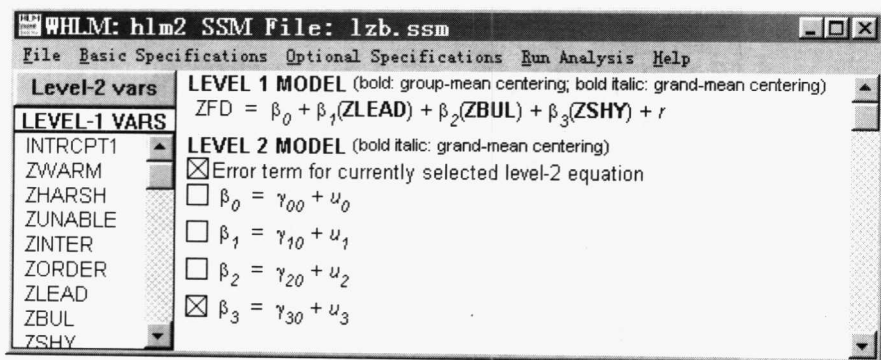 WHLM: hlm2 SSM File: lzb.ssm
File Basic Specifications Optional Specifications Run Analysis Help
Level-2 vars
LEVEL-1 VARS
INTRCPT1
ZWARM
ZHARSH
ZUNABLE
ZINTER
ZORDER
ZLEAD
ZBUL
ZSHY
LEVEL 1 MODEL (bold: group-mean centering; bold italic: grand-mean centering)
ZFD = β0 + β1(ZLEAD) + β2(ZBUL) + β3(ZSHY) + r
LEVEL 2 MODEL (bold italic: grand-mean centering)
Error term for currently selected level-2 equation
β0 = γ00 + u0
β1 = γ10 + u1
β2 = γ20 + u2
β3 = γ30 + u3